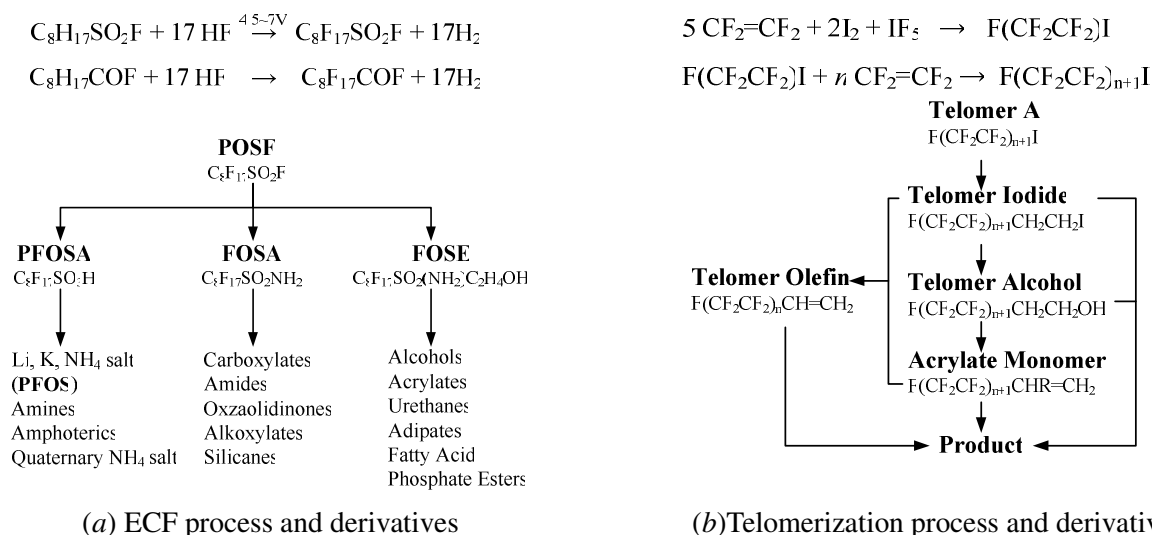 C₈H₁₇SO₂F + 17 HF 4.5~7V → C₈F₁₇SO₂F + 17H₂
C₈H₁₇COF + 17 HF → C₈F₁₇COF + 17H₂
POSF
C₈F₁₇SO₂F
PFOSA
C₈F₁₇SO₃H
FOSA
C₈F₁₇SO₂NH₂
FOSE
C₈F₁₇SO₂(NH₂)C₂H₄OH
Li, K, NH₄ salt
(PFOS)
Amines
Amphoterics
Quaternary NH₄ salt
Carboxylates
Amides
Oxzaolidinones
Alkoxylates
Silicanes
Alcohols
Acrylates
Urethanes
Adipates
Fatty Acid
Phosphate Esters
(a) ECF process and derivatives
5 CF₂=CF₂ + 2I₂ + IF₅ → F(CF₂CF₂)I
F(CF₂CF₂)I + n CF₂=CF₂ → F(CF₂CF₂)ₙ₊₁I
Telomer A
F(CF₂CF₂)ₙ₊₁I
Telomer Iodide
F(CF₂CF₂)ₙ₊₁CH₂CH₂I
Telomer Olefin
F(CF₂CF₂)ₙCH=CH₂
Telomer Alcohol
F(CF₂CF₂)ₙ₊₁CH₂CH₂OH
Acrylate Monomer
F(CF₂CF₂)ₙ₊₁CHR=CH₂
Product
(b)Telomerization process and derivativ